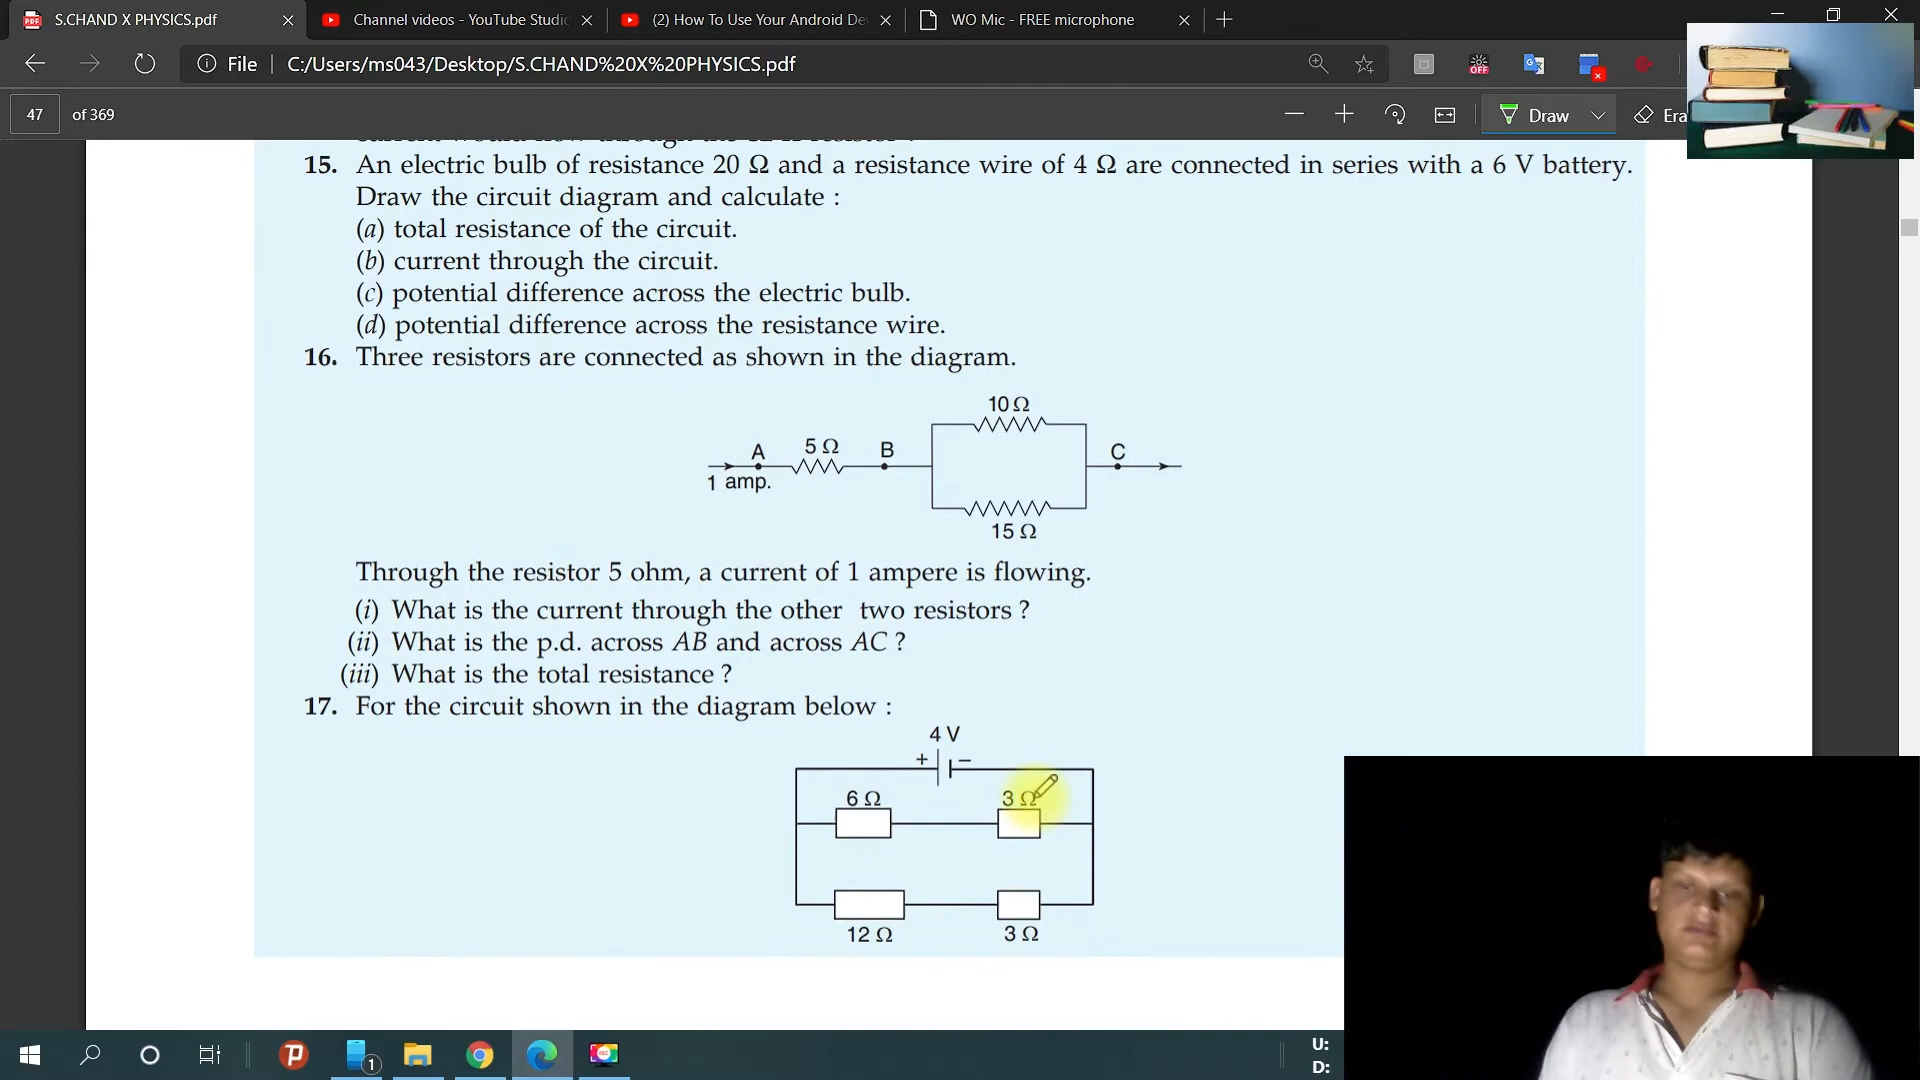 S.CHAND X PHYSICS.pdf
Channel videos - YouTube Studio
(2) How To Use Your Android De
WO Mic - FREE microphone
File
C:/Users/ms043/Desktop/S.CHAND%20X%20PHYSICS.pdf
OFF
47 of 369
Draw
Era
15. An electric bulb of resistance 20 Ω and a resistance wire of 4 Ω are connected in series with a 6 V battery.
Draw the circuit diagram and calculate :
(a) total resistance of the circuit.
(b) current through the circuit.
(c) potential difference across the electric bulb.
(d) potential difference across the resistance wire.
16. Three resistors are connected as shown in the diagram.
10 Ω
A 5 Ω B C
1 amp.
15 Ω
Through the resistor 5 ohm, a current of 1 ampere is flowing.
(i) What is the current through the other two resistors ?
(ii) What is the p.d. across AB and across AC ?
(iii) What is the total resistance ?
17. For the circuit shown in the diagram below :
4 V
+ −
6 Ω 3 Ω
12 Ω 3 Ω
1
U:
D: